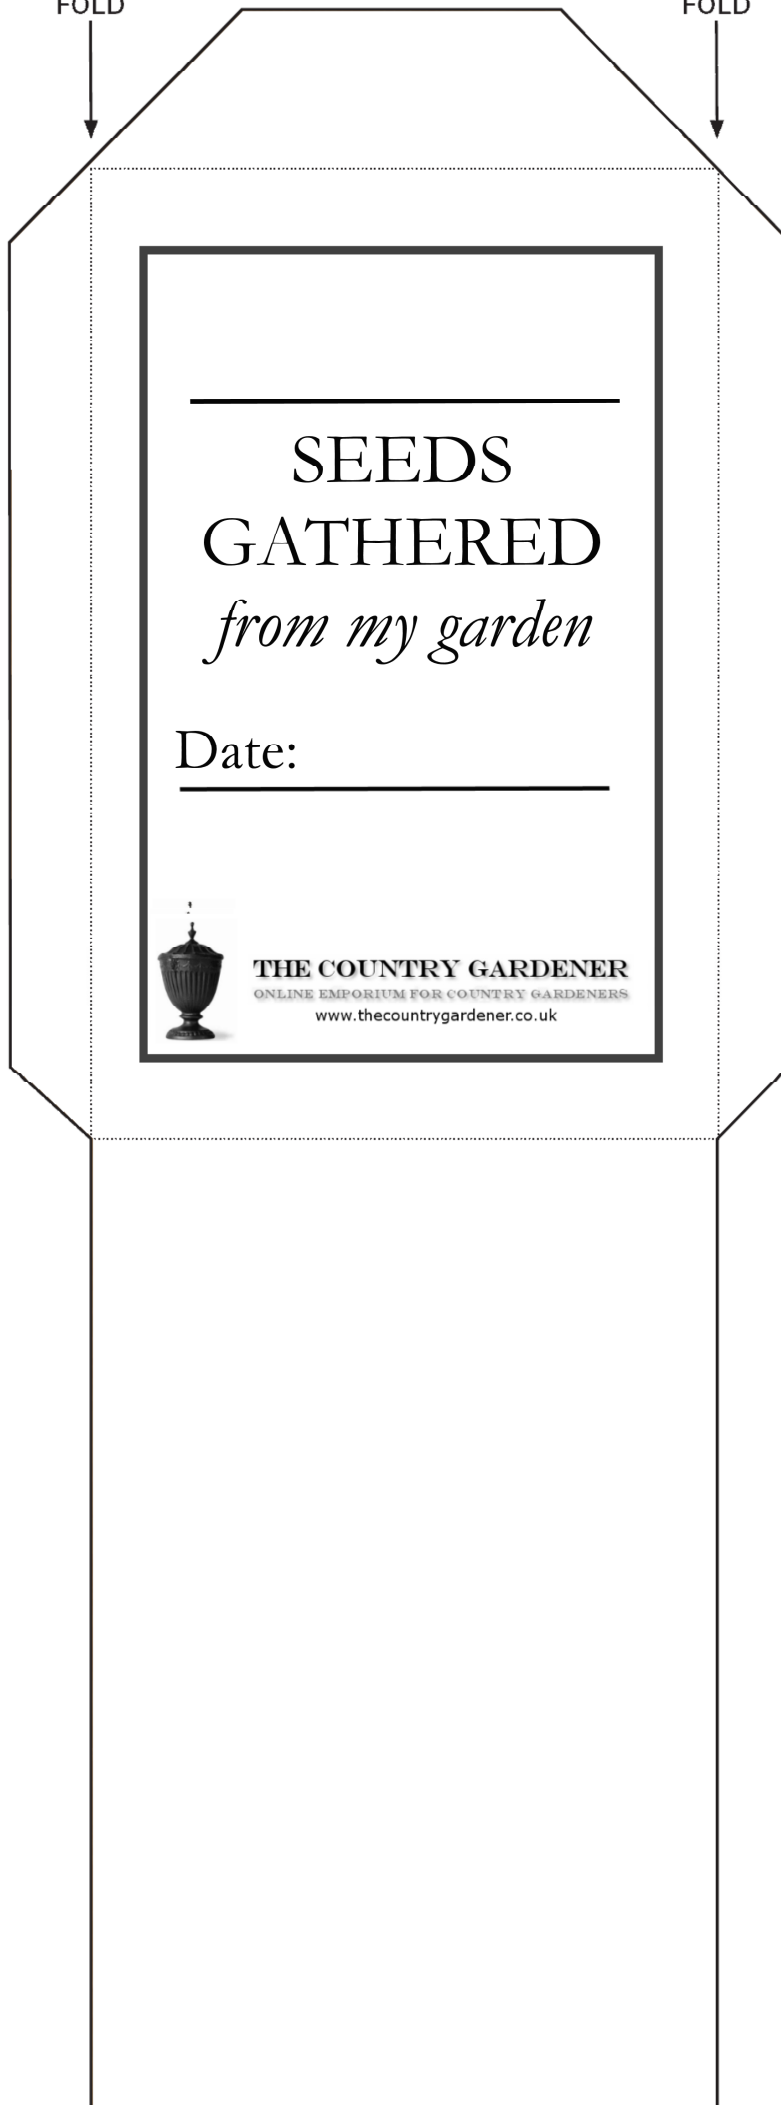 FOLD FOLD
SEEDS
GATHERED
from my garden
Date:
THE COUNTRY GARDENER
ONLINE EMPORIUM FOR COUNTRY GARDENERS
www.thecountrygardener.co.uk